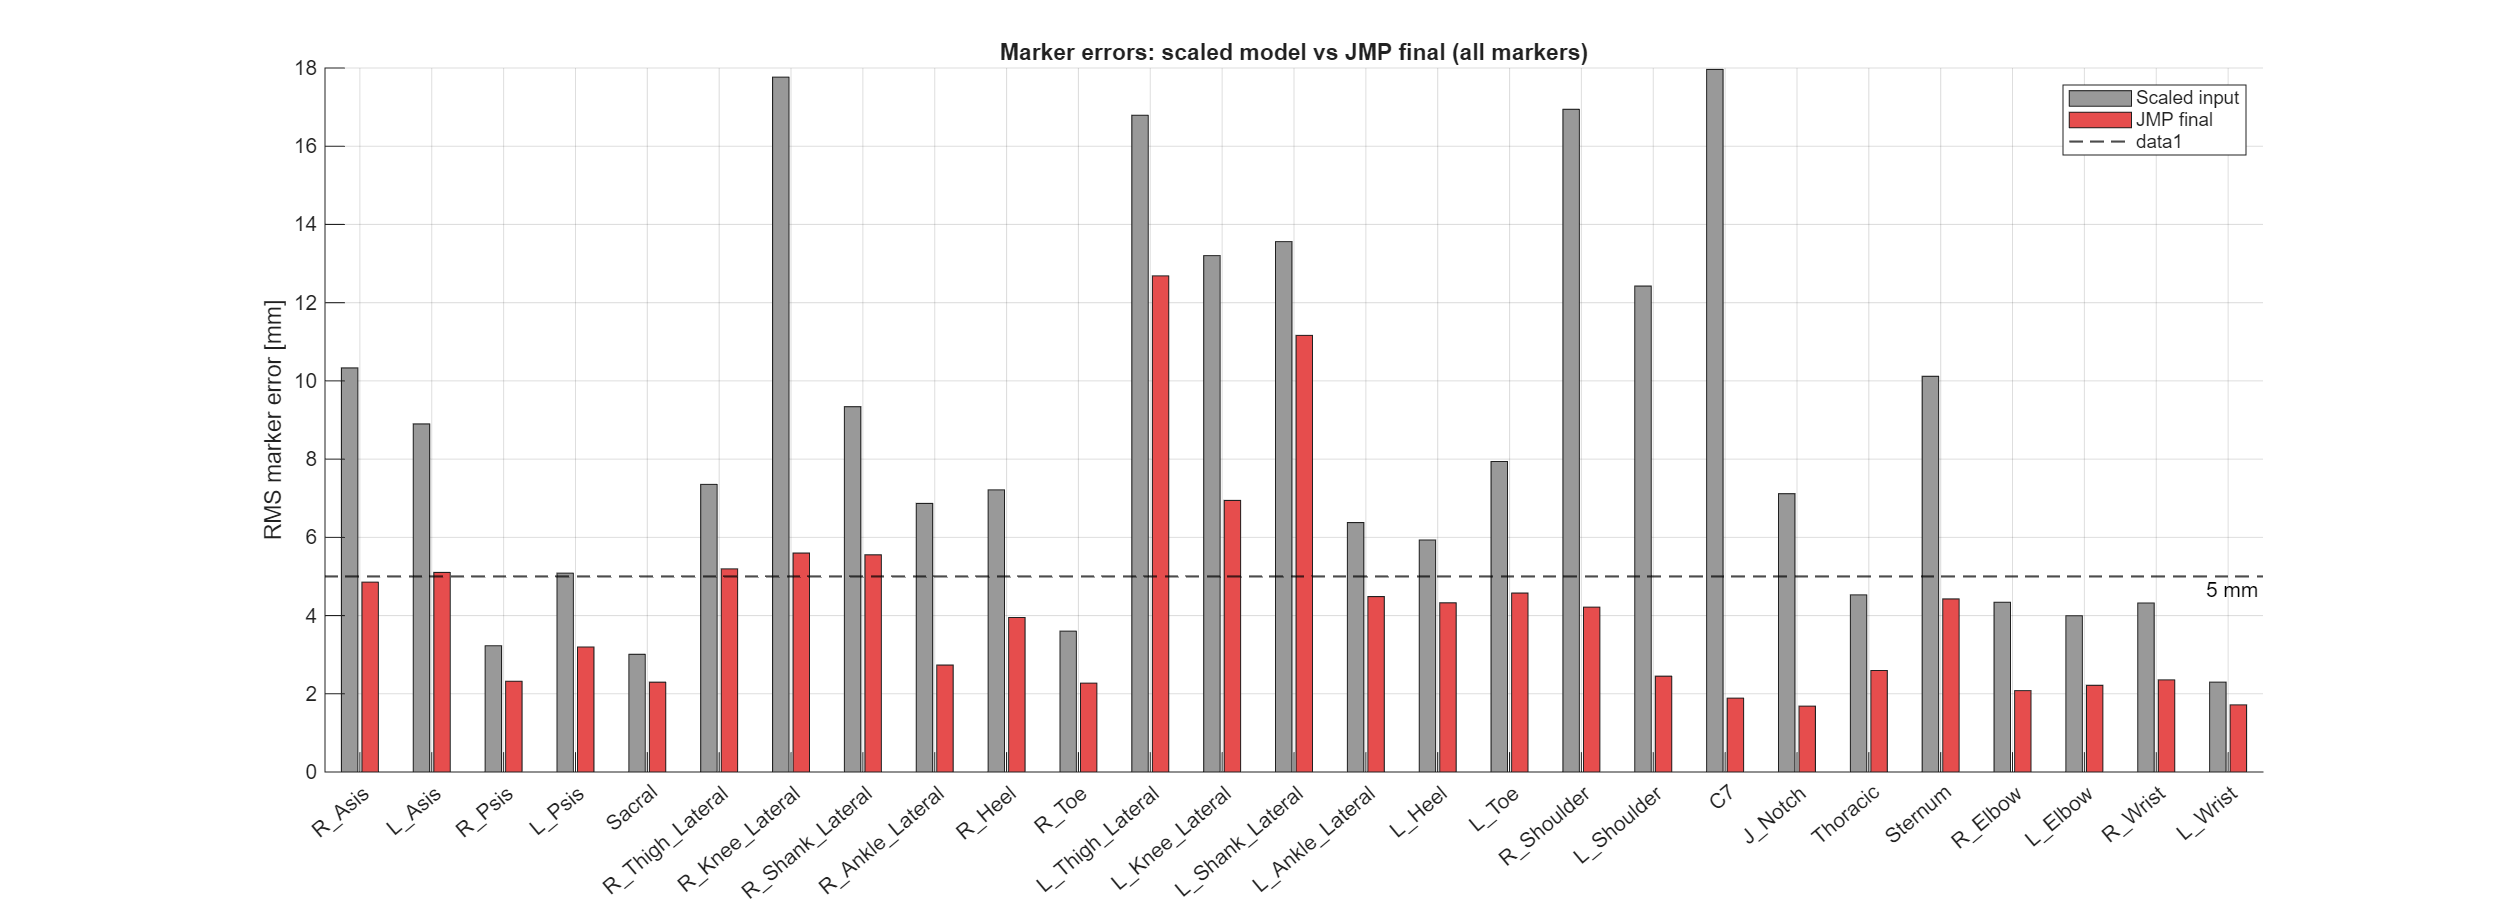 Marker errors: scaled model vs JMP final (all markers)
RMS marker error [mm]
18
16
14
12
10
8
6
4
2
0
Scaled input
JMP final
data1
5 mm
R_Asis
L_Asis
R_Psis
L_Psis
Sacral
R_Thigh_Lateral
R_Knee_Lateral
R_Shank_Lateral
R_Ankle_Lateral
R_Heel
R_Toe
L_Thigh_Lateral
L_Knee_Lateral
L_Shank_Lateral
L_Ankle_Lateral
L_Heel
L_Toe
R_Shoulder
L_Shoulder
C7
J_Notch
Thoracic
Sternum
R_Elbow
L_Elbow
R_Wrist
L_Wrist